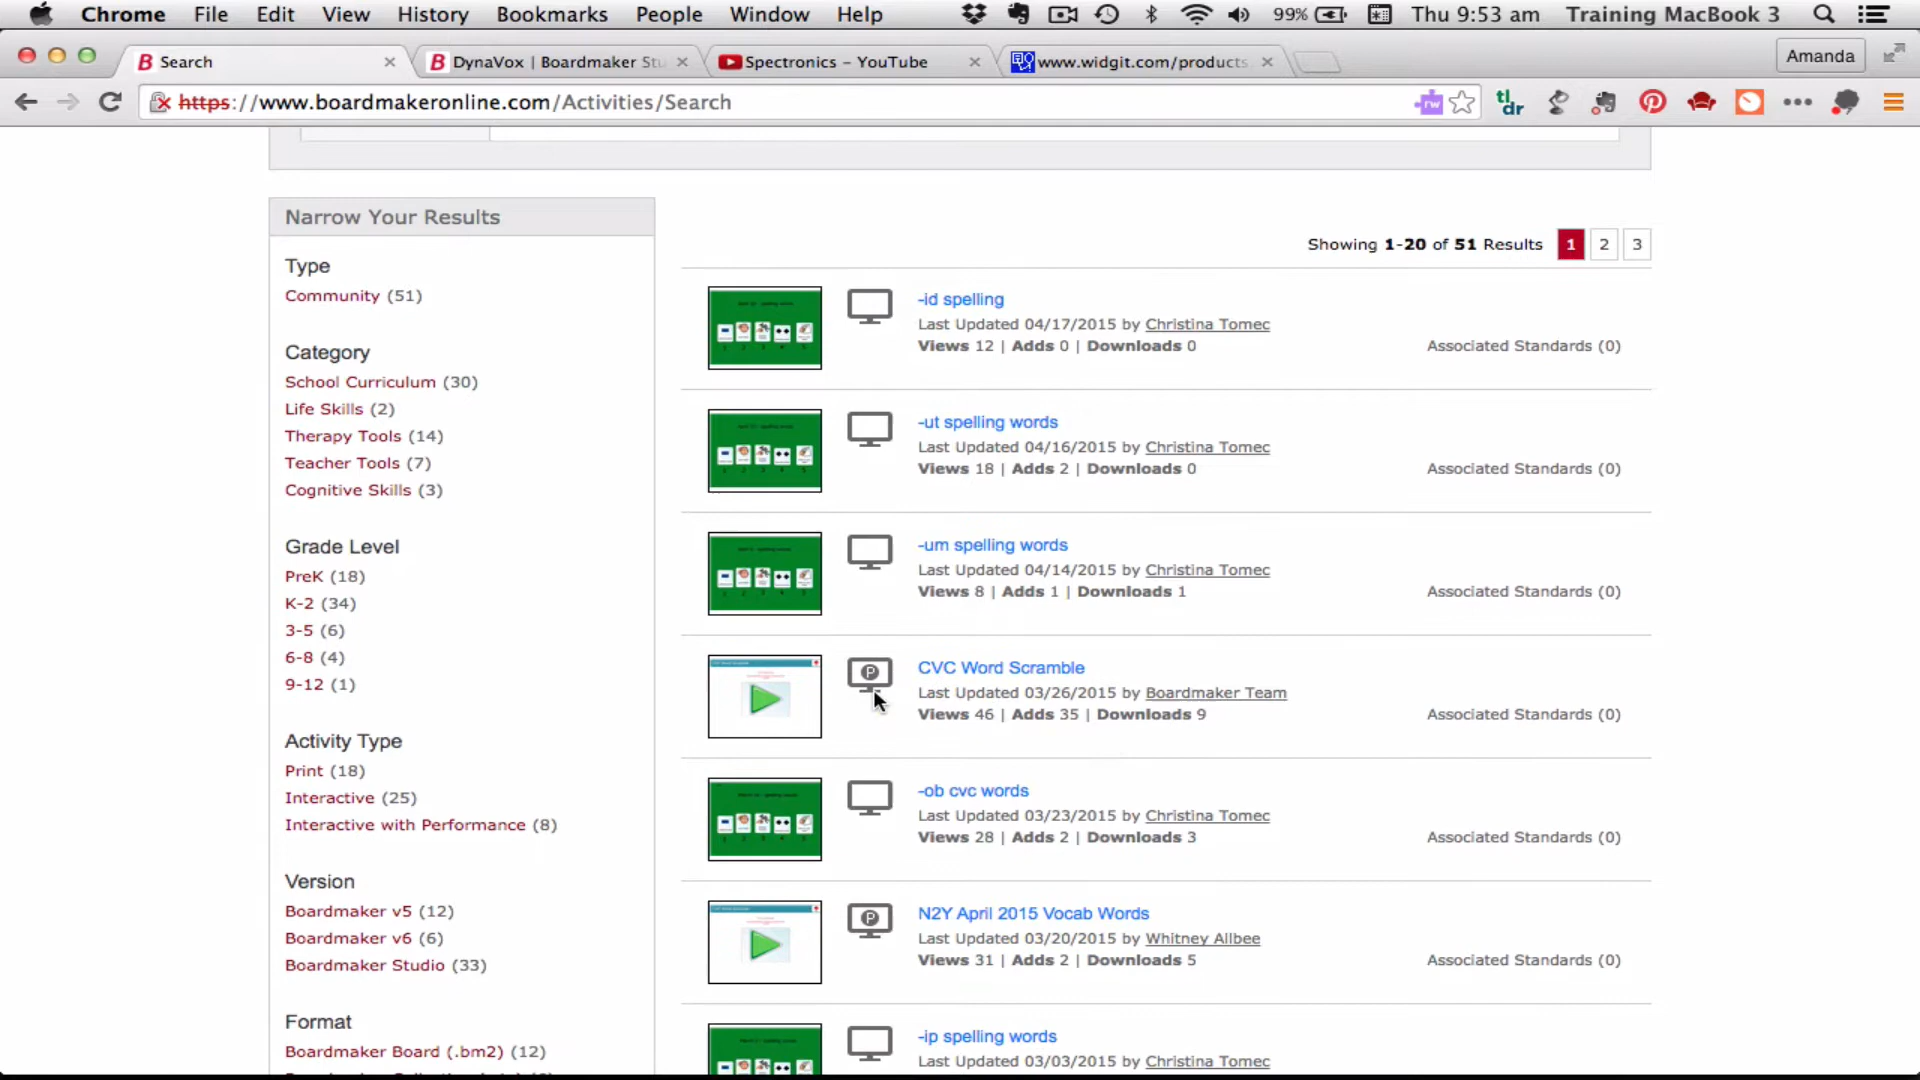 Chrome File Edit View History Bookmarks People Window Help 99% Thu 9:53 am Training MacBook 3
Search DynaVox | Boardmaker Stu Spectronics - YouTube www.widgit.com/products Amanda
https://www.boardmakeronline.com/Activities/Search rw tl;dr
Narrow Your Results
Type
Community (51)
Category
School Curriculum (30)
Life Skills (2)
Therapy Tools (14)
Teacher Tools (7)
Cognitive Skills (3)
Grade Level
PreK (18)
K-2 (34)
3-5 (6)
6-8 (4)
9-12 (1)
Activity Type
Print (18)
Interactive (25)
Interactive with Performance (8)
Version
Boardmaker v5 (12)
Boardmaker v6 (6)
Boardmaker Studio (33)
Format
Boardmaker Board (.bm2) (12)
Showing 1-20 of 51 Results 1 2 3
-id spelling
Last Updated 04/17/2015 by Christina Tomec
Views 12 | Adds 0 | Downloads 0 Associated Standards (0)
-ut spelling words
Last Updated 04/16/2015 by Christina Tomec
Views 18 | Adds 2 | Downloads 0 Associated Standards (0)
-um spelling words
Last Updated 04/14/2015 by Christina Tomec
Views 8 | Adds 1 | Downloads 1 Associated Standards (0)
P CVC Word Scramble
Last Updated 03/26/2015 by Boardmaker Team
Views 46 | Adds 35 | Downloads 9 Associated Standards (0)
-ob cvc words
Last Updated 03/23/2015 by Christina Tomec
Views 28 | Adds 2 | Downloads 3 Associated Standards (0)
P N2Y April 2015 Vocab Words
Last Updated 03/20/2015 by Whitney Allbee
Views 31 | Adds 2 | Downloads 5 Associated Standards (0)
-ip spelling words
Last Updated 03/03/2015 by Christina Tomec